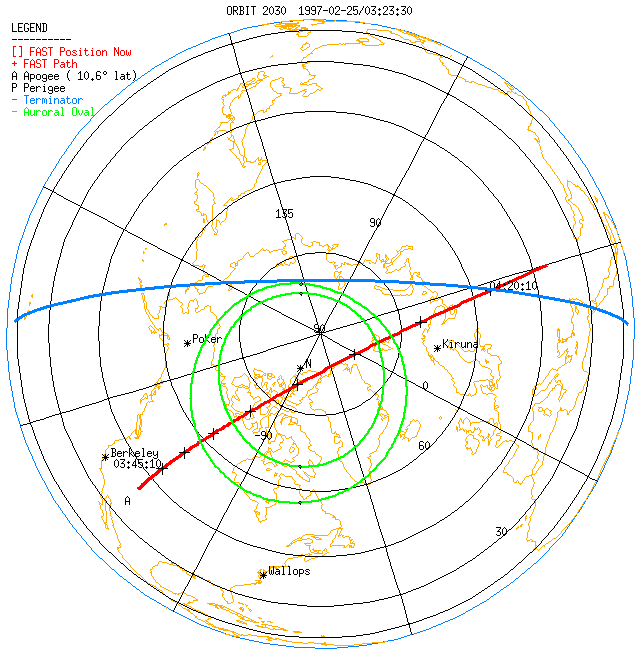 ORBIT 2030 1997-02-25/03:23:30
LEGEND
----------
[] FAST Position Now
+ FAST Path
A Apogee ( 10.6° lat)
P Perigee
- Terminator
- Auroral Oval
135
90
04:20:10
90
Poker
Kiruna
N
0
-90
60
Berkeley
03:45:10
A
30
Wallops